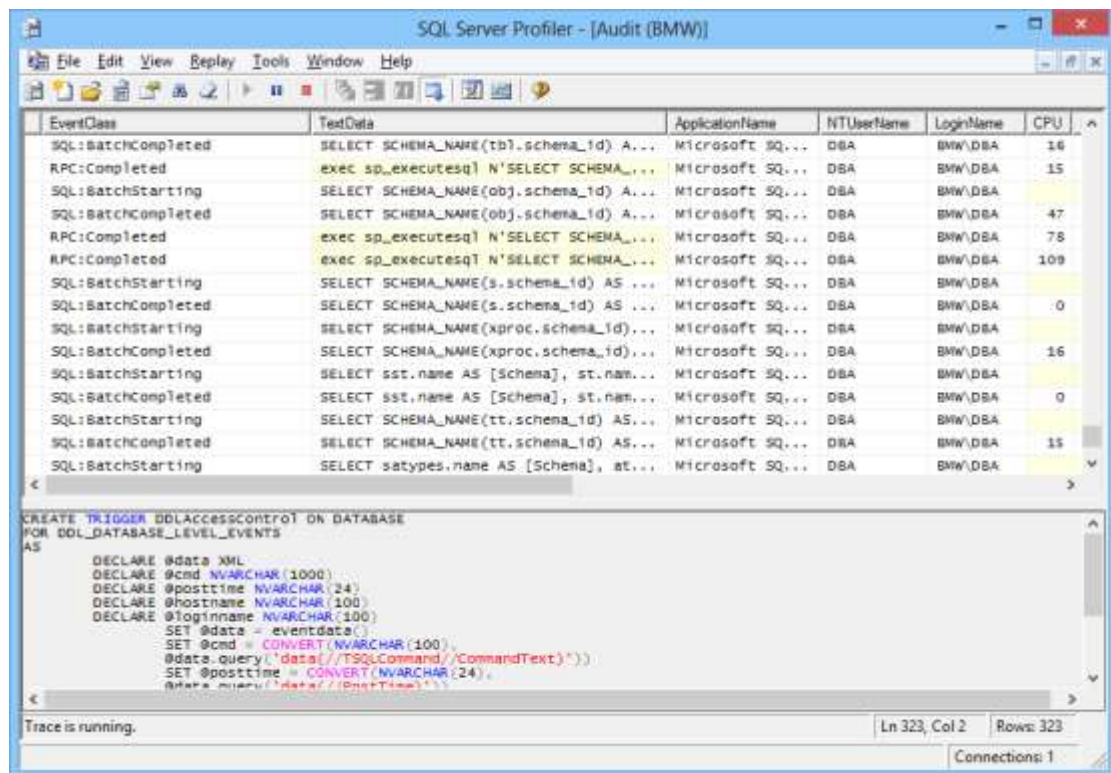 SQL Server Profiler - [Audit (BMW)]
File Edit View Replay Tools Window Help
EventClass TextData ApplicationName NTUserName LoginName CPU
SQL:BatchCompleted SELECT SCHEMA_NAME(tbl.schema_id) A... Microsoft SQ... DBA BMW\DBA 16
RPC:Completed exec sp_executesql N'SELECT SCHEMA_... Microsoft SQ... DBA BMW\DBA 15
SQL:BatchStarting SELECT SCHEMA_NAME(obj.schema_id) A... Microsoft SQ... DBA BMW\DBA
SQL:BatchCompleted SELECT SCHEMA_NAME(obj.schema_id) A... Microsoft SQ... DBA BMW\DBA 47
RPC:Completed exec sp_executesql N'SELECT SCHEMA_... Microsoft SQ... DBA BMW\DBA 78
RPC:Completed exec sp_executesql N'SELECT SCHEMA_... Microsoft SQ... DBA BMW\DBA 109
SQL:BatchStarting SELECT SCHEMA_NAME(s.schema_id) AS ... Microsoft SQ... DBA BMW\DBA
SQL:BatchCompleted SELECT SCHEMA_NAME(s.schema_id) AS ... Microsoft SQ... DBA BMW\DBA 0
SQL:BatchStarting SELECT SCHEMA_NAME(xproc.schema_id)... Microsoft SQ... DBA BMW\DBA
SQL:BatchCompleted SELECT SCHEMA_NAME(xproc.schema_id)... Microsoft SQ... DBA BMW\DBA 16
SQL:BatchStarting SELECT sst.name AS [Schema], st.nam... Microsoft SQ... DBA BMW\DBA
SQL:BatchCompleted SELECT sst.name AS [Schema], st.nam... Microsoft SQ... DBA BMW\DBA 0
SQL:BatchStarting SELECT SCHEMA_NAME(tt.schema_id) AS... Microsoft SQ... DBA BMW\DBA
SQL:BatchCompleted SELECT SCHEMA_NAME(tt.schema_id) AS... Microsoft SQ... DBA BMW\DBA 15
SQL:BatchStarting SELECT satypes.name AS [Schema], at... Microsoft SQ... DBA BMW\DBA
CREATE TRIGGER DDLAccessControl ON DATABASE
FOR DDL_DATABASE_LEVEL_EVENTS
AS
DECLARE @data XML
DECLARE @cmd NVARCHAR(1000)
DECLARE @posttime NVARCHAR(24)
DECLARE @hostname NVARCHAR(100)
DECLARE @loginname NVARCHAR(100)
SET @data = eventdata()
SET @cmd = CONVERT(NVARCHAR(100),
@data.query('data(//TSQLCommand//CommandText)'))
SET @posttime = CONVERT(NVARCHAR(24),
@data.query('data(//PostTime)'))
Trace is running. Ln 323, Col 2 Rows: 323
Connections: 1